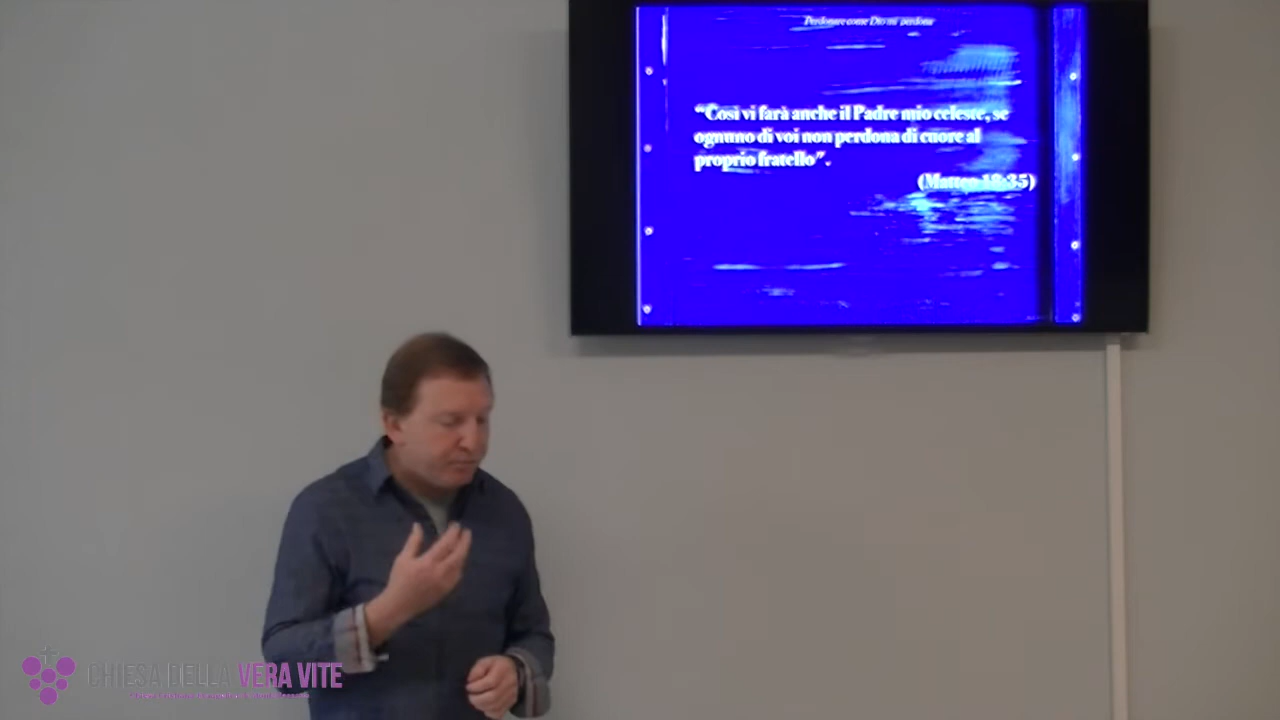 Perdonare come Dio mi perdona
“Così vi farà anche il Padre mio celeste, se
ognuno di voi non perdona di cuore al
proprio fratello”.
(Matteo 18:35)
CHIESA DELLA VERA VITE